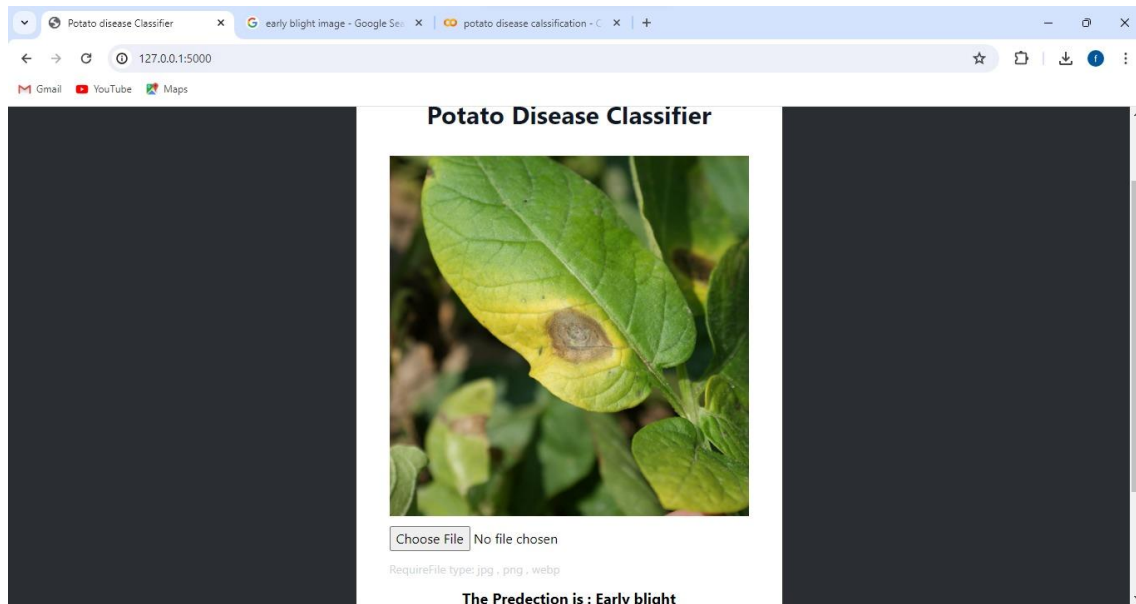 Potato disease Classifier
early blight image - Google Sea
potato disease calssification - C
127.0.0.1:5000
f
Gmail YouTube Maps
Potato Disease Classifier
Choose File No file chosen
RequireFile type: jpg , png , webp
The Predection is : Early blight